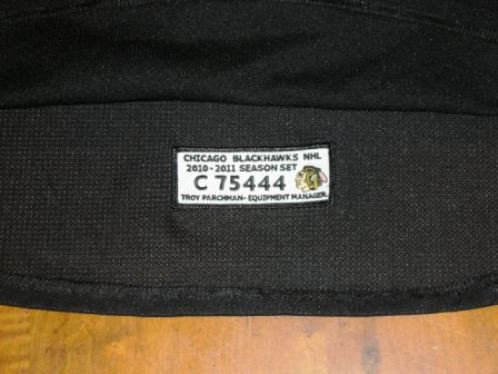 CHICAGO BLACKHAWKS NHL
2010-2011 SEASON SET
C 75444
TROY PARCHMAN- EQUIPMENT MANAGER